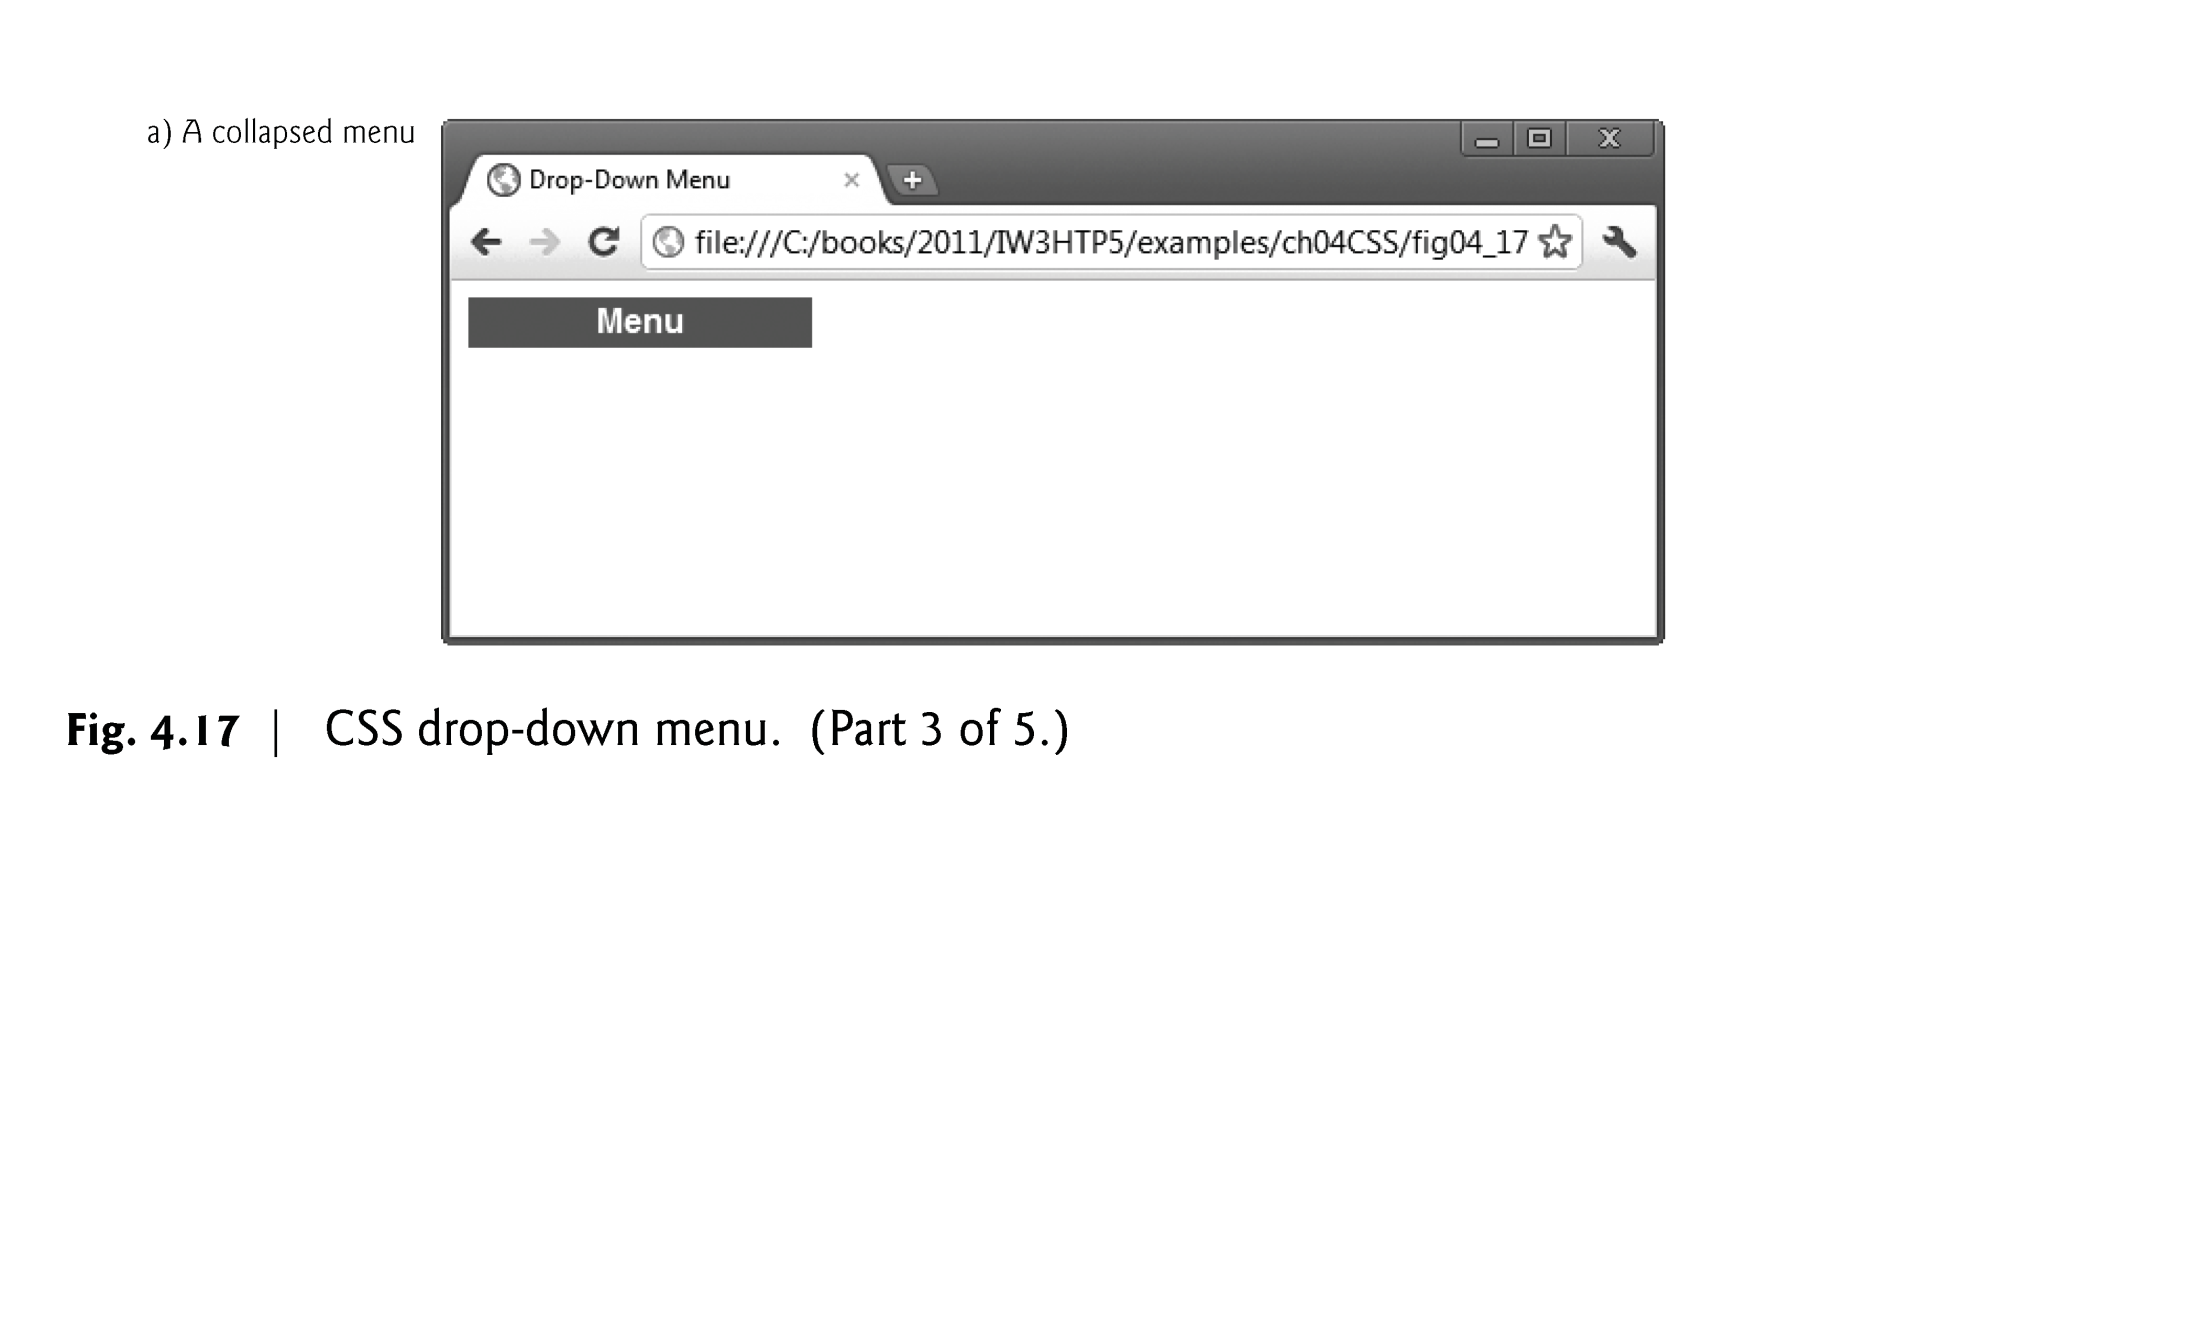 a) A collapsed menu
Drop-Down Menu
file:///C:/books/2011/IW3HTP5/examples/ch04CSS/fig04_17
Menu
Fig. 4.17 | CSS drop-down menu. (Part 3 of 5.)